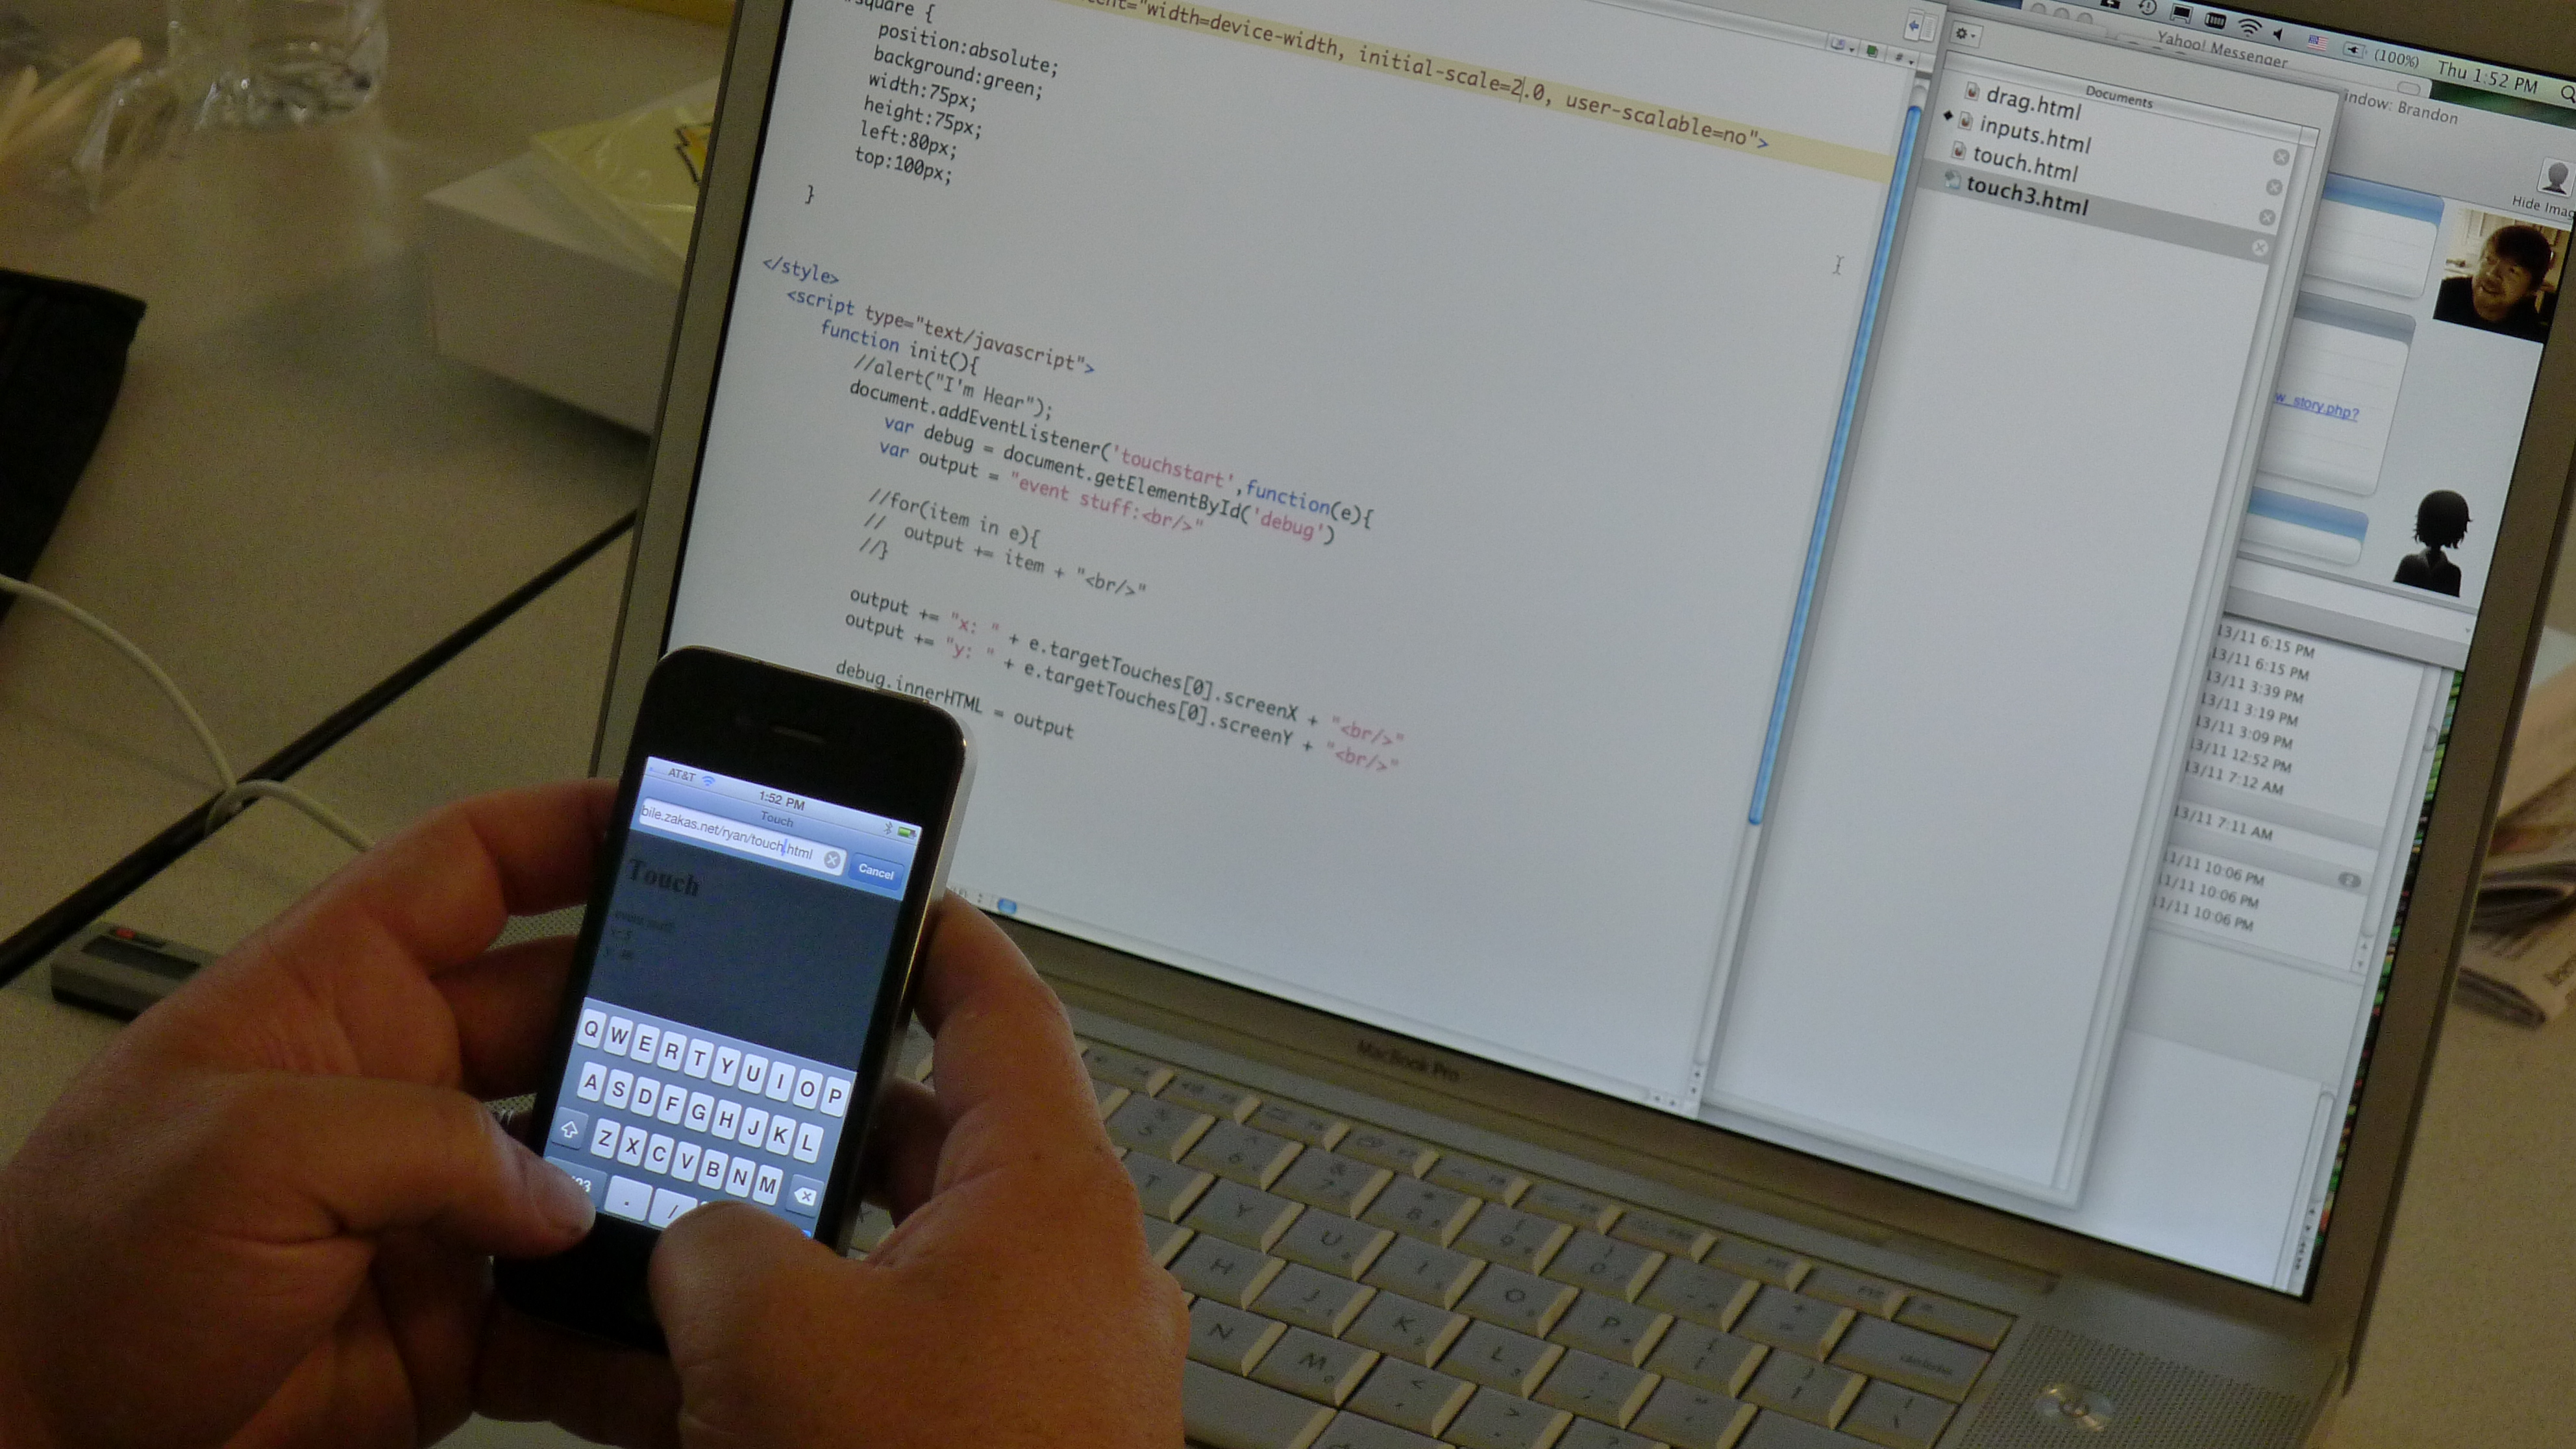 square {
position:absolute;
background:green;
width:75px;
height:75px;
left:80px;
top:100px;
}
="width=device-width, initial-scale=2.0, user-scalable=no">
</style>
<script type="text/javascript">
function init(){
//alert("I'm Hear");
document.addEventListener('touchstart',function(e){
var debug = document.getElementById('debug')
var output = "event stuff:<br/>"
//for(item in e){
// output += item + "<br/>"
//}
output += "x: " + e.targetTouches[0].screenX + "<br/>"
output += "y: " + e.targetTouches[0].screenY + "<br/>"
debug.innerHTML = output
Documents
drag.html
inputs.html
touch.html
touch3.html
(100%) Thu 1:52 PM
Yahoo! Messenger
indow: Brandon
Hide Imag
w_story.php?
13/11 6:15 PM
13/11 6:15 PM
13/11 3:39 PM
13/11 3:19 PM
13/11 3:09 PM
13/11 12:52 PM
13/11 7:12 AM
13/11 7:11 AM
11/11 10:06 PM
2
11/11 10:06 PM
11/11 10:06 PM
MacBook Pro
AT&T 1:52 PM
Touch
bile.zakas.net/ryan/touch.html
Cancel
Touch
Q W E R T Y U I O P
A S D F G H J K L
Z X C V B N M
. /
T Y U I O P
H J K L
N M
delete